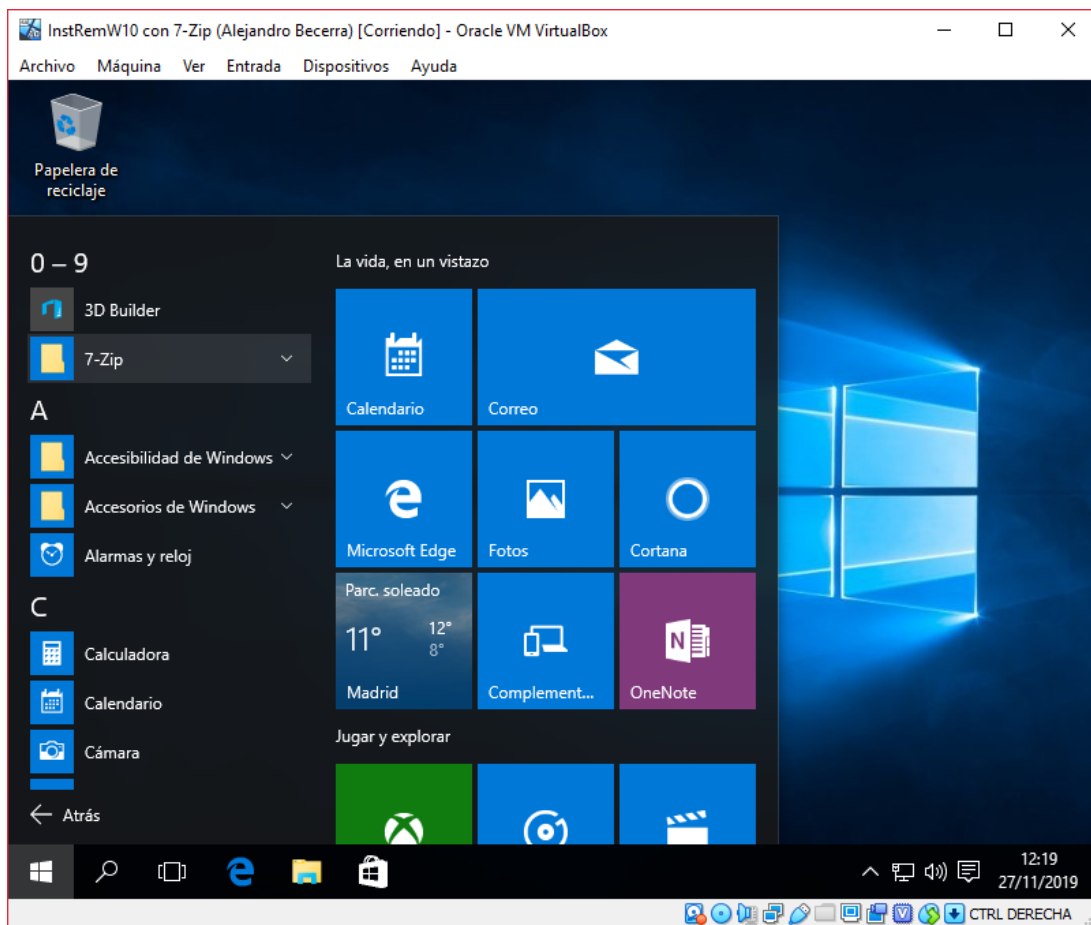 InstRemW10 con 7-Zip (Alejandro Becerra) [Corriendo] - Oracle VM VirtualBox
Archivo Máquina Ver Entrada Dispositivos Ayuda
Papelera de
reciclaje
0 – 9
3D Builder
7-Zip
A
Accesibilidad de Windows
Accesorios de Windows
Alarmas y reloj
C
Calculadora
Calendario
Cámara
Atrás
La vida, en un vistazo
Calendario
Correo
Microsoft Edge
Fotos
Cortana
Parc. soleado
11° 12°
8°
Madrid
Complement...
N
OneNote
Jugar y explorar
12:19
27/11/2019
CTRL DERECHA